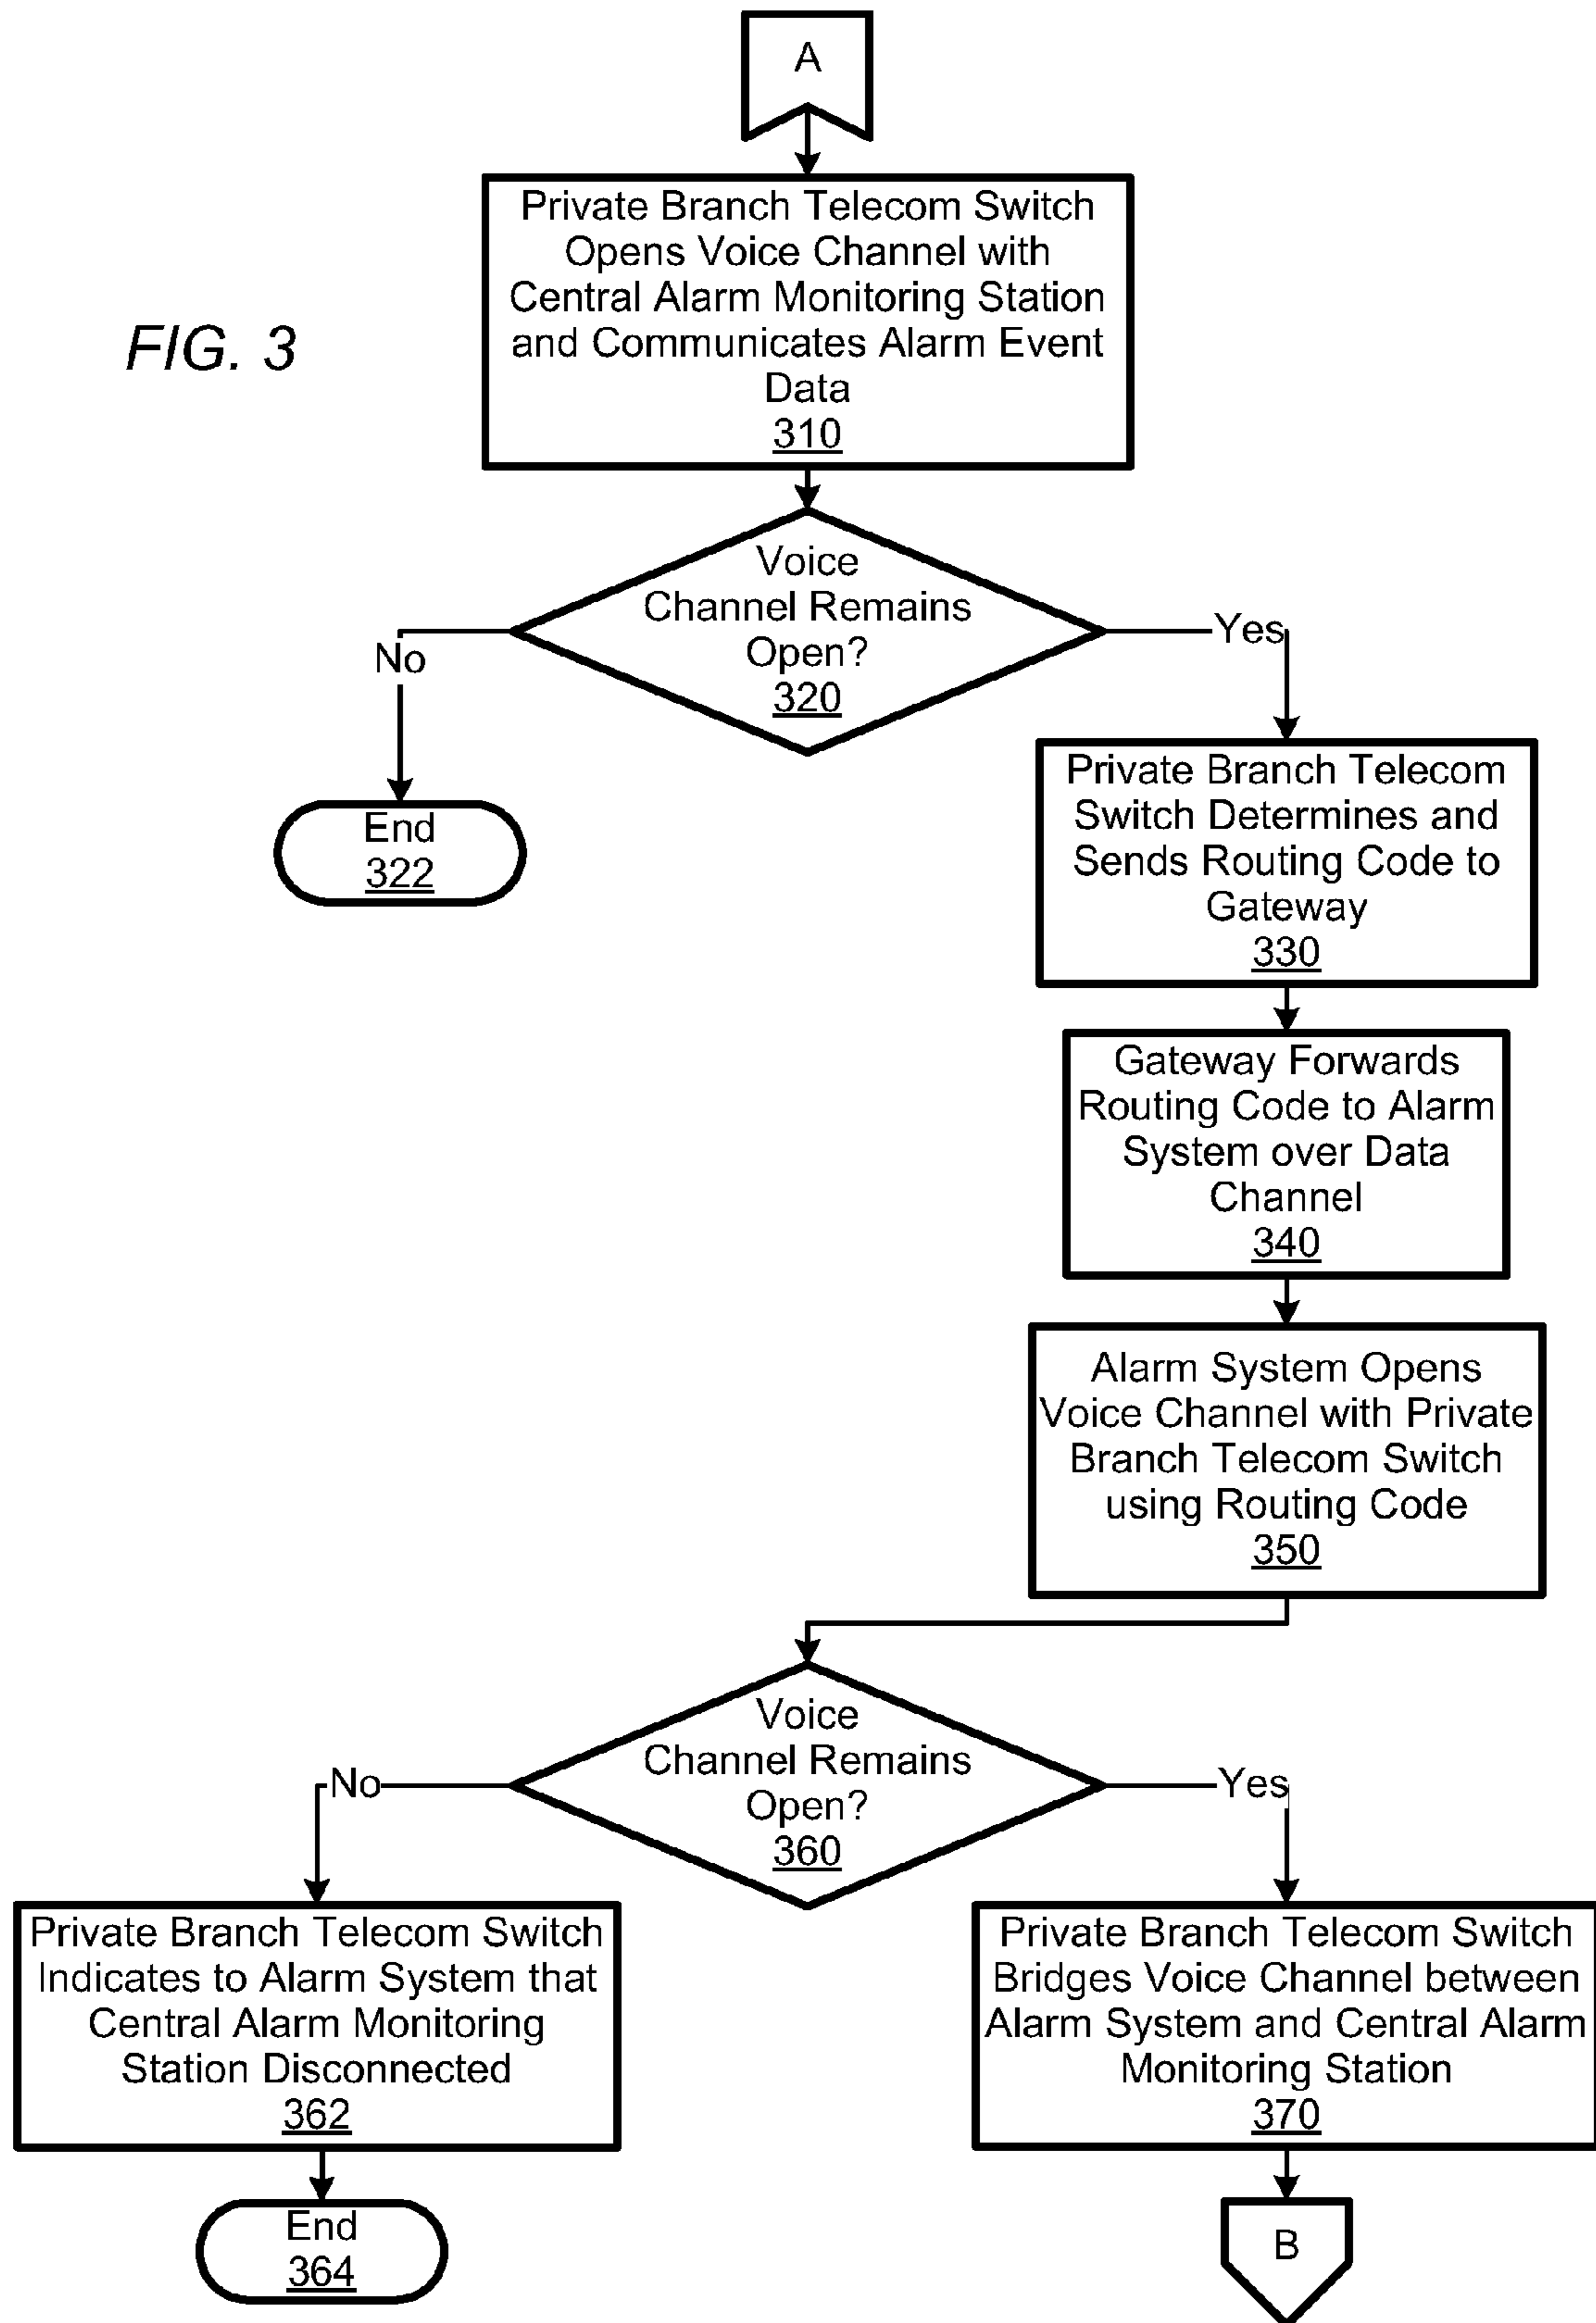 A
Private Branch Telecom Switch
Opens Voice Channel with
Central Alarm Monitoring Station
and Communicates Alarm Event
Data
310
FIG. 3
Voice
Channel Remains
Open?
320
No
Yes
End
322
Private Branch Telecom
Switch Determines and
Sends Routing Code to
Gateway
330
Gateway Forwards
Routing Code to Alarm
System over Data
Channel
340
Alarm System Opens
Voice Channel with Private
Branch Telecom Switch
using Routing Code
350
Voice
Channel Remains
Open?
360
No
Yes
Private Branch Telecom Switch
Indicates to Alarm System that
Central Alarm Monitoring
Station Disconnected
362
Private Branch Telecom Switch
Bridges Voice Channel between
Alarm System and Central Alarm
Monitoring Station
370
End
364
B